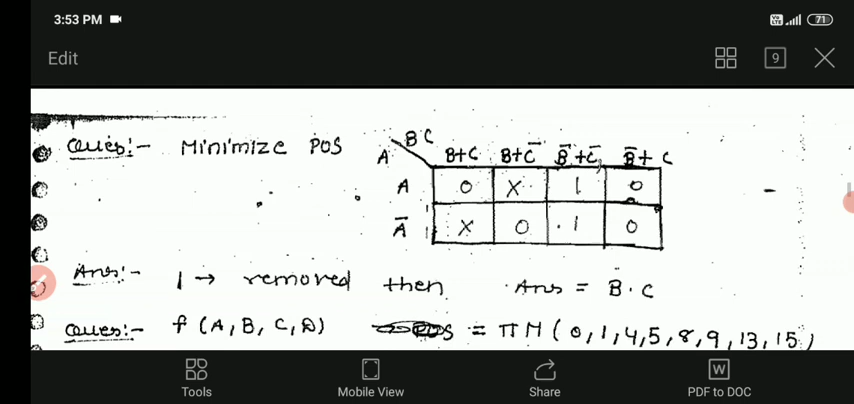 3:53 PM
71
Edit
9
Ques:- Minimize POS
BC
A
B+C B+C̅ B̅+C̅ B̅+C
A 0 X 1 0
A̅ X 0 1 0
Ans:- 1 → removed then Ans = B·C
Ques:- f(A,B,C,D) = πM(0,1,4,5,8,9,13,15)
Tools
Mobile View
Share
W
PDF to DOC